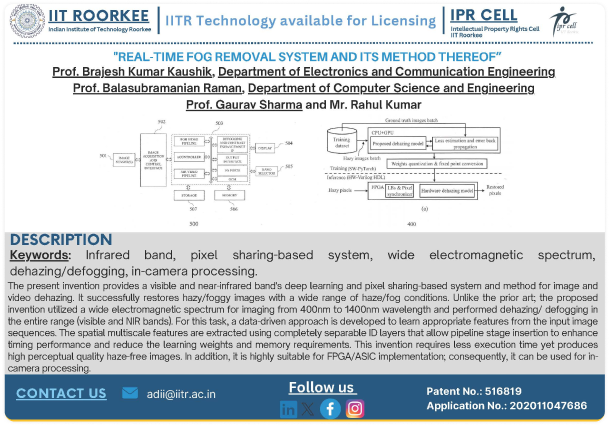 IIT ROORKEE
Indian Institute of Technology Roorkee
IITR Technology available for Licensing
IPR CELL
Intellectual Property Rights Cell
IIT Roorkee
ipr cell
"REAL-TIME FOG REMOVAL SYSTEM AND ITS METHOD THEREOF”
Prof. Brajesh Kumar Kaushik, Department of Electronics and Communication Engineering
Prof. Balasubramanian Raman, Department of Computer Science and Engineering
Prof. Gaurav Sharma and Mr. Rahul Kumar
502
503
501
504
505
DISPLAY
STORAGE
MEMORY
507
506
500
Ground truth images batch
Training dataset
CPU+GPU
Proposed dehazing model
Loss estimation and error back propagation
Hazy images batch
Weights quantization & fixed point conversion
Training (SW-PyTorch)
Inference (HW-Verilog HDL)
Hazy pixels
FPGA
LBs & Pixel synchronizer
Hardware dehazing model
Restored pixels
(a)
400
DESCRIPTION
Keywords: Infrared band, pixel sharing-based system, wide electromagnetic spectrum,
dehazing/defogging, in-camera processing.
The present invention provides a visible and near-infrared band's deep learning and pixel sharing-based system and method for image and
video dehazing. It successfully restores hazy/foggy images with a wide range of haze/fog conditions. Unlike the prior art; the proposed
invention utilized a wide electromagnetic spectrum for imaging from 400nm to 1400nm wavelength and performed dehazing/ defogging in
the entire range (visible and NIR bands). For this task, a data-driven approach is developed to learn appropriate features from the input image
sequences. The spatial multiscale features are extracted using completely separable ID layers that allow pipeline stage insertion to enhance
timing performance and reduce the learning weights and memory requirements. This invention requires less execution time yet produces
high perceptual quality haze-free images. In addition, it is highly suitable for FPGA/ASIC implementation; consequently, it can be used for in-
camera processing.
CONTACT US
adii@iitr.ac.in
Follow us
Patent No.: 516819
Application No.: 202011047686